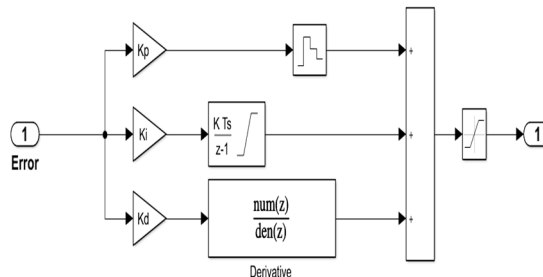 Kp
+
1
Error
Ki
K Ts
z-1
+
1
Kd
num(z)
den(z)
+
Derivative